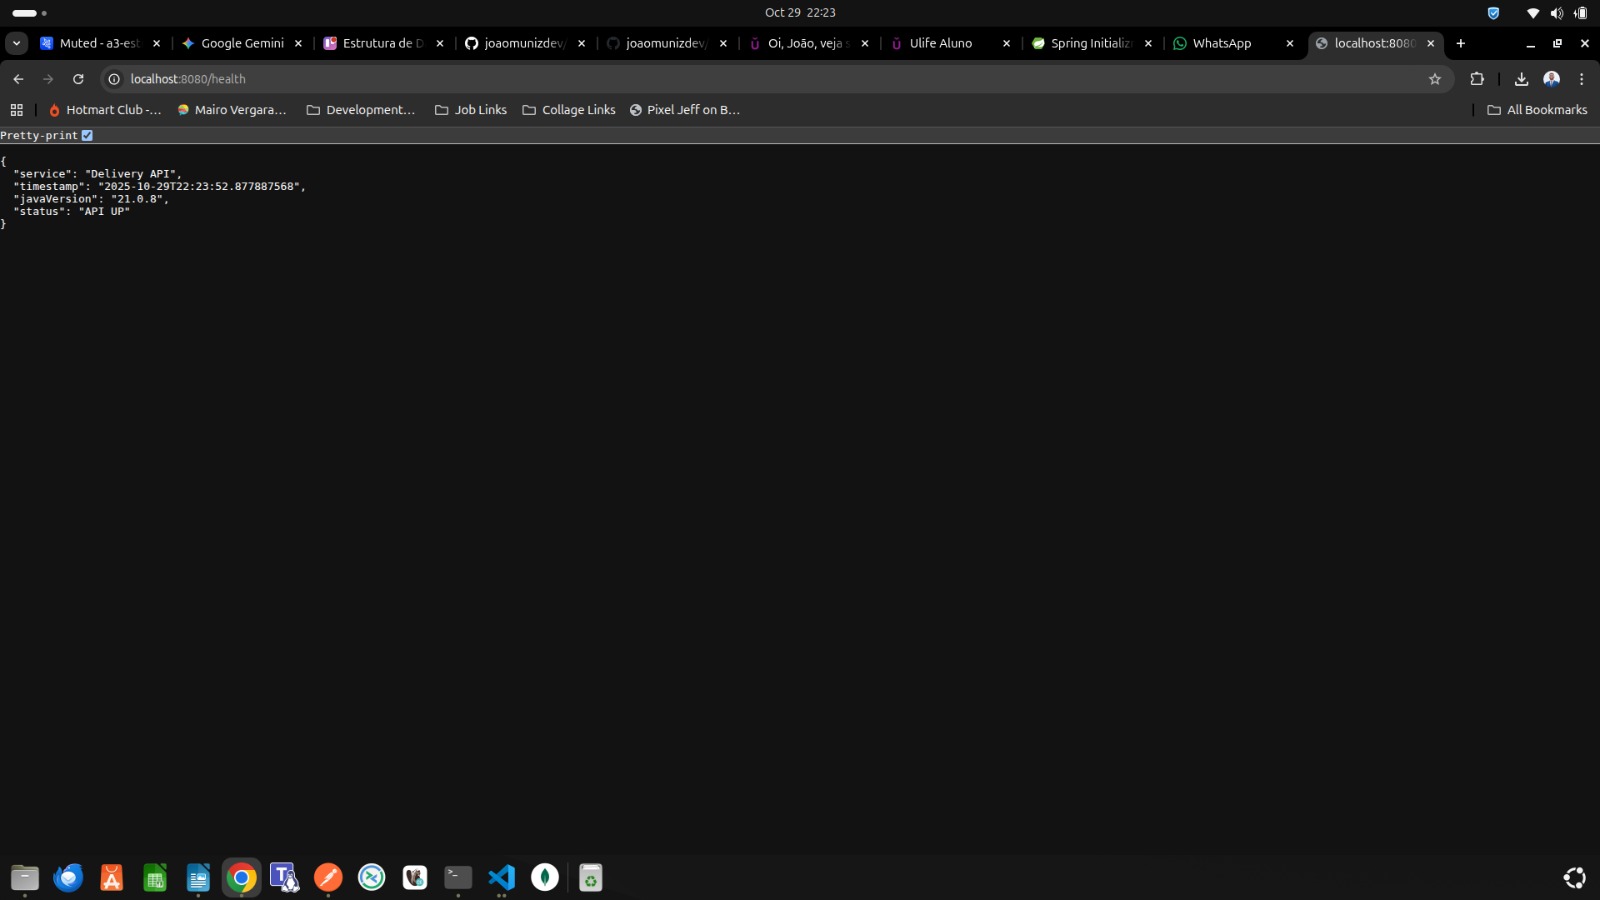 Oct 29 22:23
Muted - a3-est
Google Gemini
Estrutura de D
joaomunizdev/
joaomunizdev/
Oi, João, veja s
Ulife Aluno
Spring Initializr
WhatsApp
localhost:8080
localhost:8080/health
Hotmart Club -...
Mairo Vergara...
Development...
Job Links
Collage Links
Pixel Jeff on B...
All Bookmarks
Pretty-print
{
"service": "Delivery API",
"timestamp": "2025-10-29T22:23:52.877887568",
"javaVersion": "21.0.8",
"status": "API UP"
}